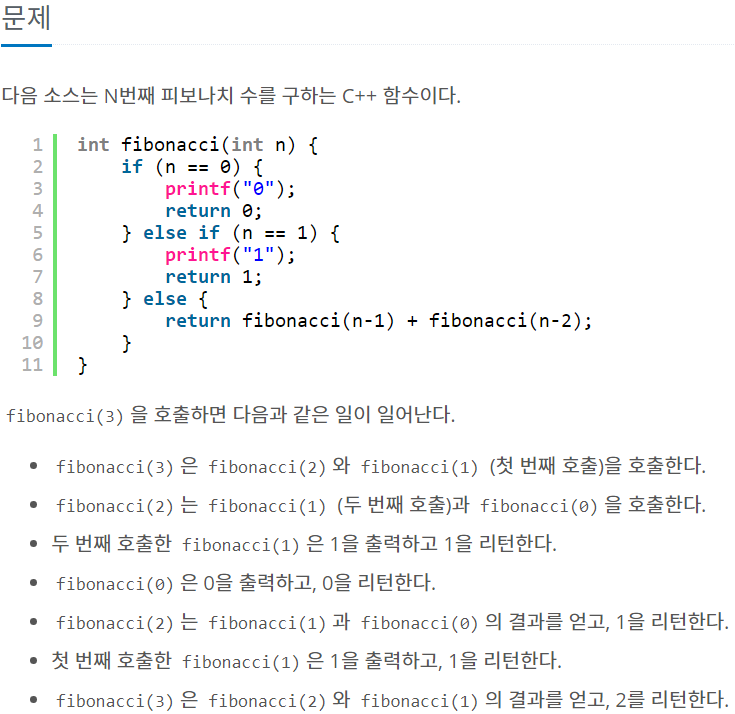 문제
다음 소스는 N번째 피보나치 수를 구하는 C++ 함수이다.
1 int fibonacci(int n) {
2     if (n == 0) {
3         printf("0");
4         return 0;
5     } else if (n == 1) {
6         printf("1");
7         return 1;
8     } else {
9         return fibonacci(n-1) + fibonacci(n-2);
10     }
11 }
fibonacci(3) 을 호출하면 다음과 같은 일이 일어난다.
• fibonacci(3) 은 fibonacci(2) 와 fibonacci(1) (첫 번째 호출)을 호출한다.
• fibonacci(2) 는 fibonacci(1) (두 번째 호출)과 fibonacci(0) 을 호출한다.
• 두 번째 호출한 fibonacci(1) 은 1을 출력하고 1을 리턴한다.
• fibonacci(0) 은 0을 출력하고, 0을 리턴한다.
• fibonacci(2) 는 fibonacci(1) 과 fibonacci(0) 의 결과를 얻고, 1을 리턴한다.
• 첫 번째 호출한 fibonacci(1) 은 1을 출력하고, 1을 리턴한다.
• fibonacci(3) 은 fibonacci(2) 와 fibonacci(1) 의 결과를 얻고, 2를 리턴한다.